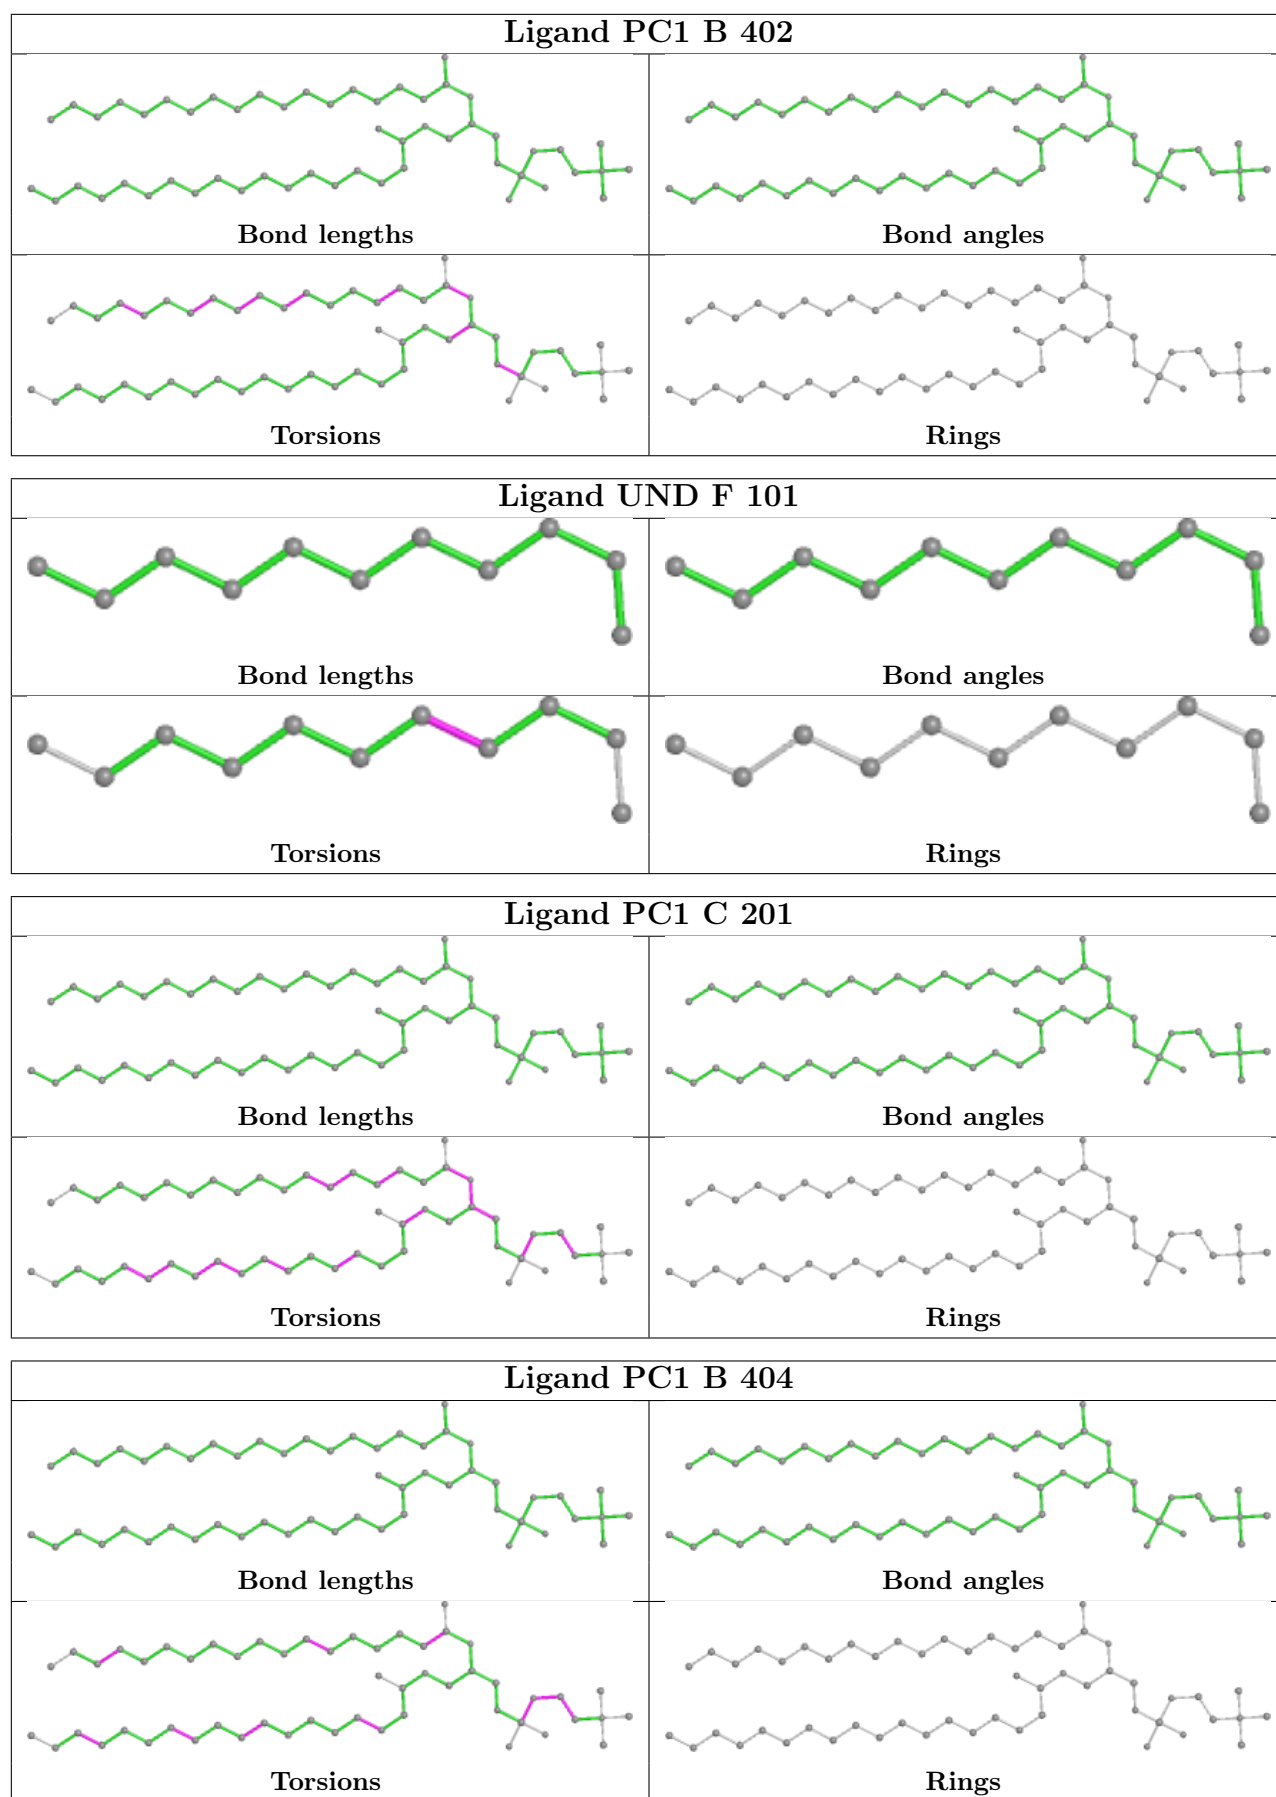 Ligand PC1 B 402
Bond lengths
Bond angles
Torsions
Rings
Ligand UND F 101
Bond lengths
Bond angles
Torsions
Rings
Ligand PC1 C 201
Bond lengths
Bond angles
Torsions
Rings
Ligand PC1 B 404
Bond lengths
Bond angles
Torsions
Rings